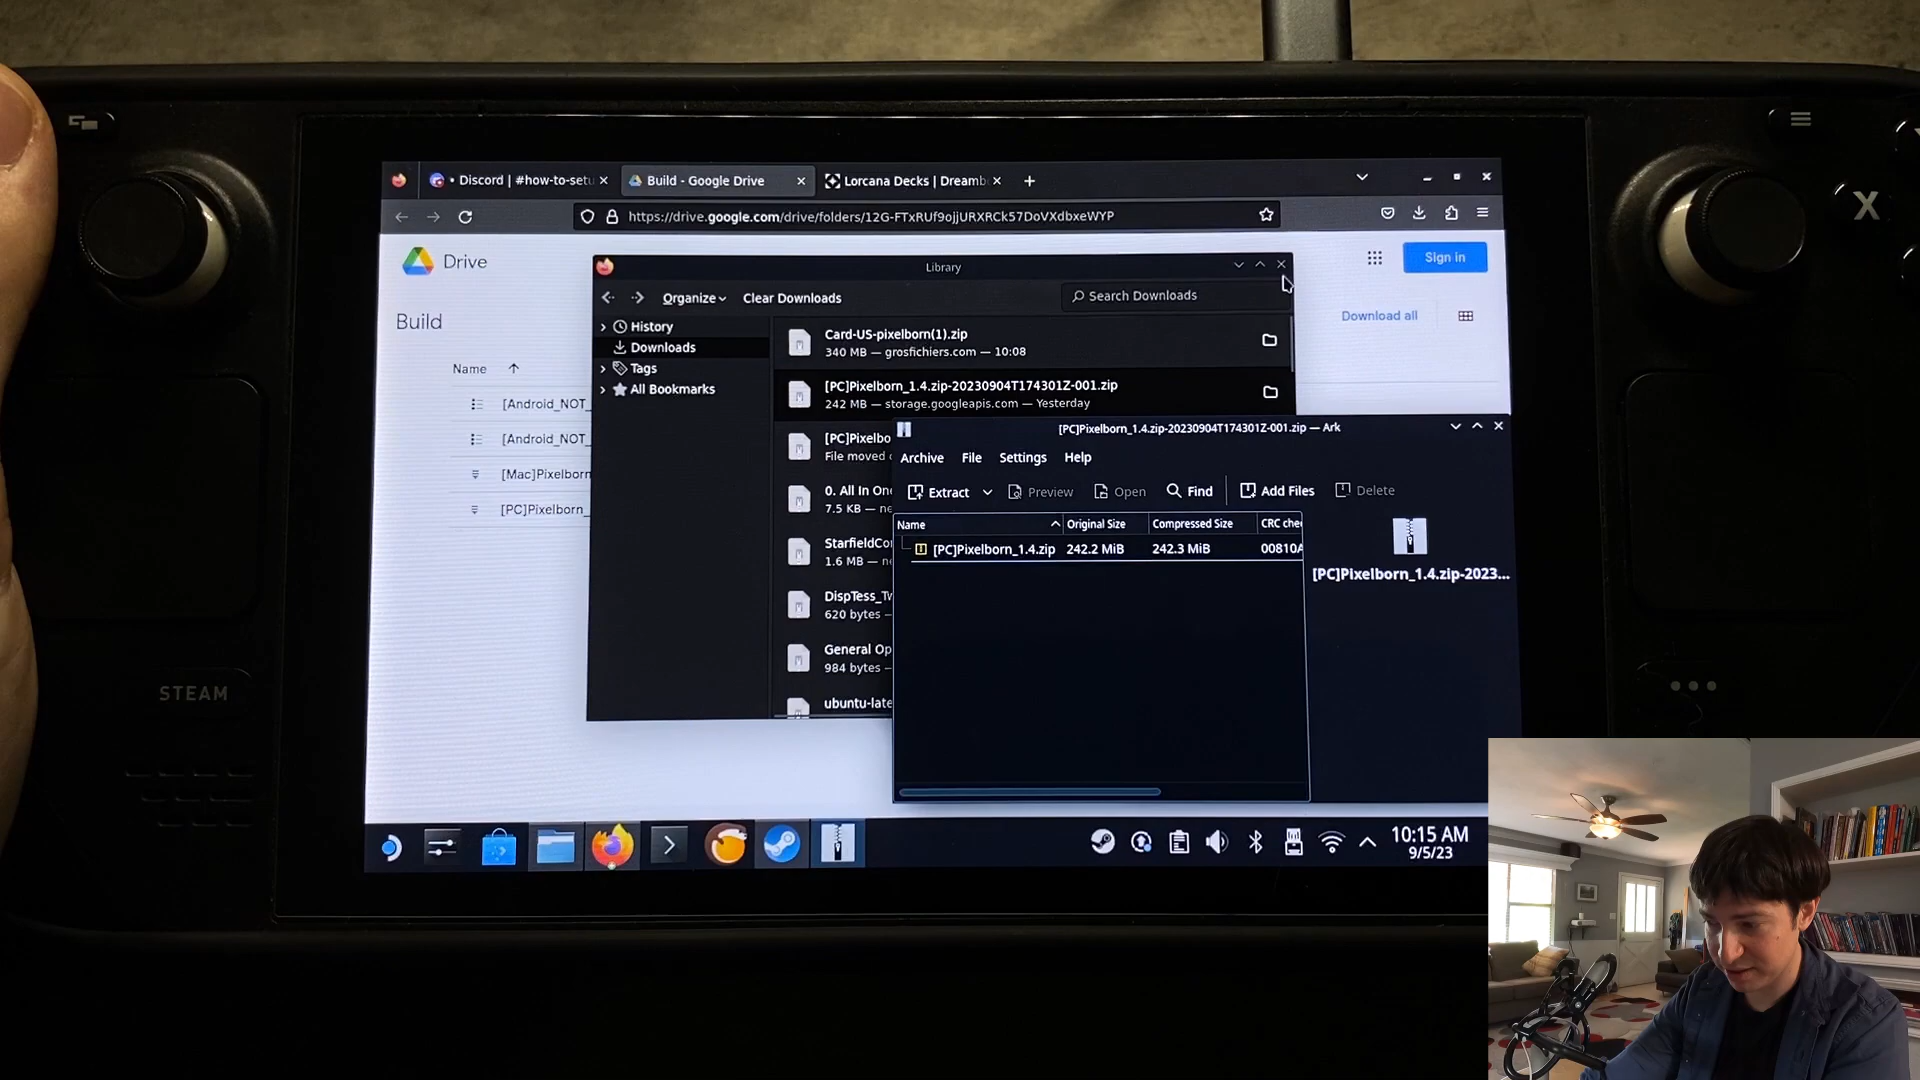 Discord | #how-to-setu
Build - Google Drive
Lorcana Decks | Dreamb
https://drive.google.com/drive/folders/12G-FTxRUf9ojjURXRCk57DoVXdbxeWYP
Drive
Sign in
Build
Download all
Name
[Android_NOT_
[Android_NOT_
[Mac]Pixelborn
[PC]Pixelborn_
Library
Organize
Clear Downloads
Search Downloads
History
Downloads
Tags
All Bookmarks
Card-US-pixelborn(1).zip
340 MB — grosfichiers.com — 10:08
[PC]Pixelborn_1.4.zip-20230904T174301Z-001.zip
242 MB — storage.googleapis.com — Yesterday
[PC]Pixelbo
File moved
0. All In One
7.5 KB — ne
StarfieldCo
1.6 MB — ne
DispTess_Tw
620 bytes —
General Op
984 bytes —
ubuntu-late
[PC]Pixelborn_1.4.zip-20230904T174301Z-001.zip — Ark
Archive File Settings Help
Extract Preview Open Find Add Files Delete
Name Original Size Compressed Size CRC che
[PC]Pixelborn_1.4.zip 242.2 MiB 242.3 MiB 00810A
[PC]Pixelborn_1.4.zip-2023...
10:15 AM
9/5/23
STEAM
X